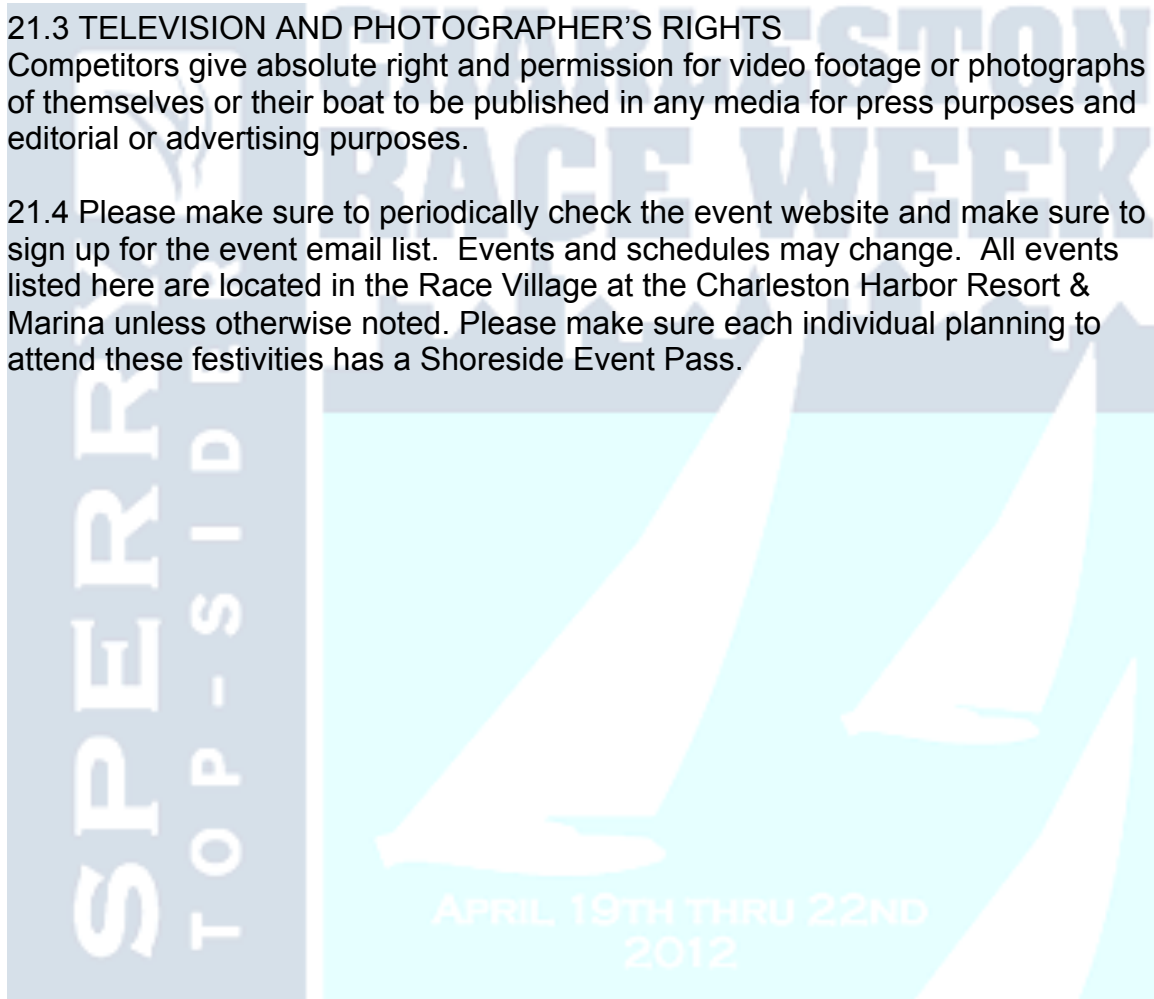 21.3 TELEVISION AND PHOTOGRAPHER’S RIGHTS
Competitors give absolute right and permission for video footage or photographs
of themselves or their boat to be published in any media for press purposes and
editorial or advertising purposes.
21.4 Please make sure to periodically check the event website and make sure to
sign up for the event email list.  Events and schedules may change.  All events
listed here are located in the Race Village at the Charleston Harbor Resort &
Marina unless otherwise noted. Please make sure each individual planning to
attend these festivities has a Shoreside Event Pass.
CHARLESTON
RACE WEEK
SPERRY
TOP-SIDER
APRIL 19TH THRU 22ND
2012